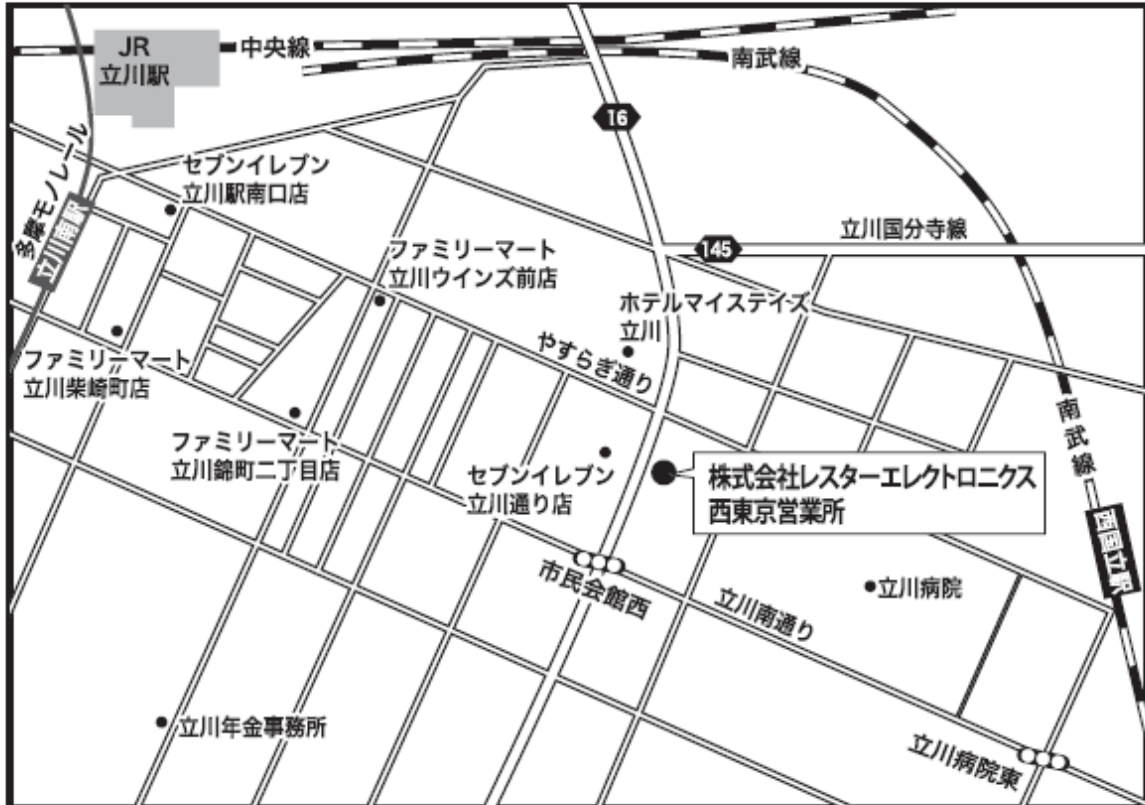 JR
立川駅
中央線
南武線
16
多摩モノレール
立川南駅
セブンイレブン
立川駅南口店
145
立川国分寺線
ファミリーマート
立川ウインズ前店
ホテルマイステイズ
立川
やすらぎ通り
ファミリーマート
立川柴崎町店
ファミリーマート
立川錦町二丁目店
セブンイレブン
立川通り店
株式会社レスターエレクトロニクス
西東京営業所
南武線
西国立駅
市民会館西
立川南通り
立川病院
立川年金事務所
立川病院東